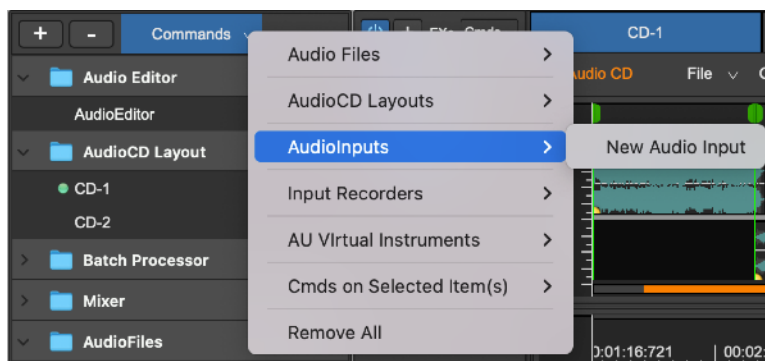 + - Commands
CD-1
Audio Editor
AudioEditor
AudioCD Layout
CD-1
CD-2
Batch Processor
Mixer
AudioFiles
Audio Files
AudioCD Layouts
AudioInputs
Input Recorders
AU VIrtual Instruments
Cmds on Selected Item(s)
Remove All
New Audio Input
Audio CD File
0:01:16:721 00:02: